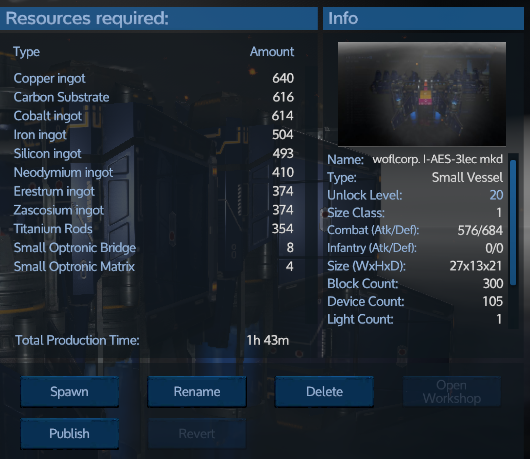 Resources required:
Type Amount
Copper ingot 640
Carbon Substrate 616
Cobalt ingot 614
Iron ingot 504
Silicon ingot 493
Neodymium ingot 410
Erestrum ingot 374
Zascosium ingot 374
Titanium Rods 354
Small Optronic Bridge 8
Small Optronic Matrix 4
Total Production Time: 1h 43m
Info
Name: woflcorp. I-AES-3lec mkd
Type: Small Vessel
Unlock Level: 20
Size Class: 1
Combat (Atk/Def): 576/684
Infantry (Atk/Def): 0/0
Size (WxHxD): 27x13x21
Block Count: 300
Device Count: 105
Light Count: 1
Spawn Rename Delete Open
Workshop
Publish Revert